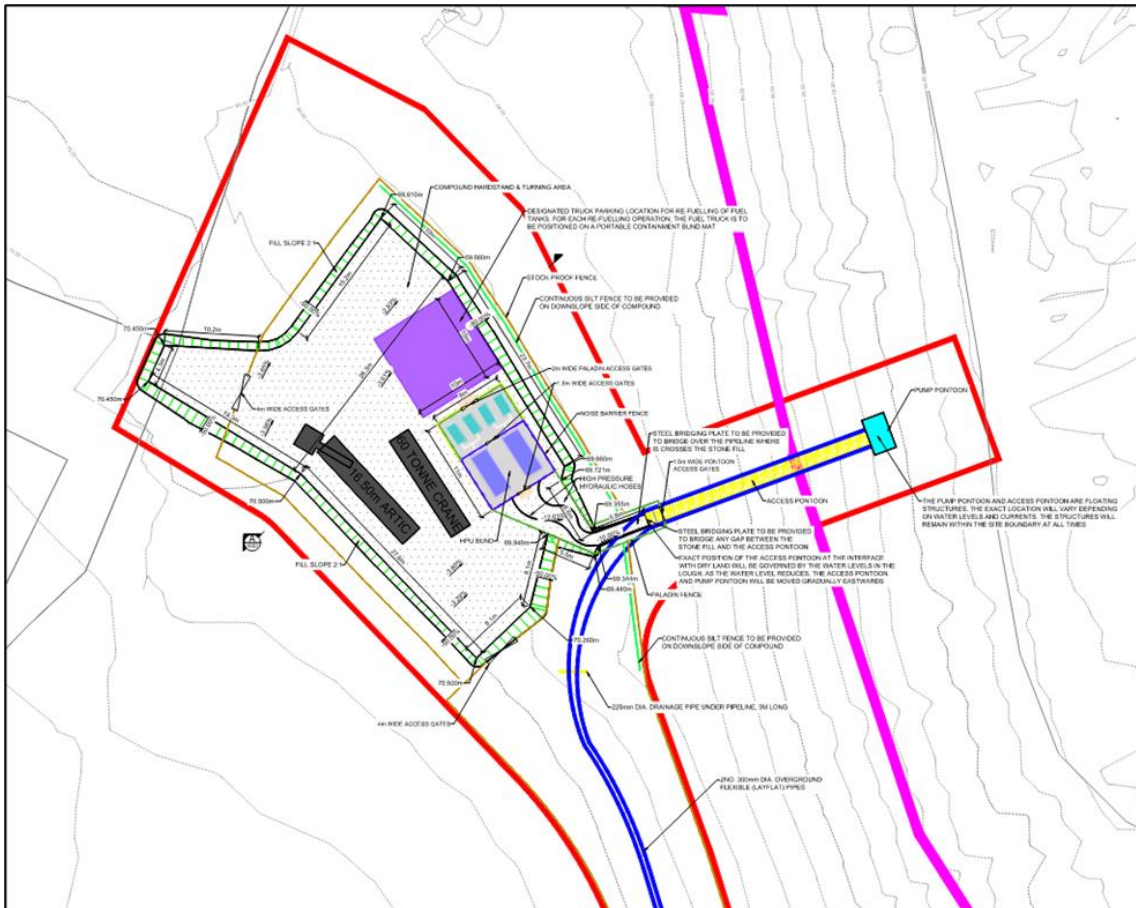 COMPOUND HARDSTAND & TURNING AREA
DESIGNATED TRUCK PARKING LOCATION FOR RE-FUELLING OF FUEL
TANKS. FOR EACH RE-FUELLING OPERATION, THE FUEL TRUCK IS TO
BE POSITIONED ON A PORTABLE CONTAINMENT BUND MAT
69.610m
FILL SLOPE 2:1
69.660m
STOCK PROOF FENCE
CONTINUOUS SILT FENCE TO BE PROVIDED
ON DOWNSLOPE SIDE OF COMPOUND
70.450m
10.2m
2m WIDE PALADIN ACCESS GATES
1.5m WIDE ACCESS GATES
70.450m
4m WIDE ACCESS GATES
NOISE BARRIER FENCE
STEEL BRIDGING PLATE TO BE PROVIDED
TO BRIDGE OVER THE PIPELINE WHERE
IS CROSSES THE STONE FILL
PUMP PONTOON
60 TONNE CRANE
16.50m ARTIC
69.660m
69.721m
HIGH PRESSURE
HYDRAULIC HOSES
1.5m WIDE PONTOON
ACCESS GATES
ACCESS PONTOON
70.500m
69.355m
THE PUMP PONTOON AND ACCESS PONTOON ARE FLOATING
STRUCTURES. THE EXACT LOCATION WILL VARY DEPENDING
ON WATER LEVELS AND CURRENTS. THE STRUCTURES WILL
REMAIN WITHIN THE SITE BOUNDARY AT ALL TIMES
HPU BUND
69.949m
STEEL BRIDGING PLATE TO BE PROVIDED
TO BRIDGE ANY GAP BETWEEN THE
STONE FILL AND THE ACCESS PONTOON
EXACT POSITION OF THE ACCESS PONTOON AT THE INTERFACE
WITH DRY LAND WILL BE GOVERNED BY THE WATER LEVELS IN THE
LOUGH. AS THE WATER LEVEL REDUCES, THE ACCESS PONTOON
AND PUMP PONTOON WILL BE MOVED GRADUALLY EASTWARDS
FILL SLOPE 2:1
69.344m
69.440m
PALADIN FENCE
70.260m
CONTINUOUS SILT FENCE TO BE PROVIDED
ON DOWNSLOPE SIDE OF COMPOUND
70.500m
225mm DIA. DRAINAGE PIPE UNDER PIPELINE, 3M LONG
4m WIDE ACCESS GATES
2NO. 300mm DIA. OVERGROUND
FLEXIBLE (LAYFLAT) PIPES